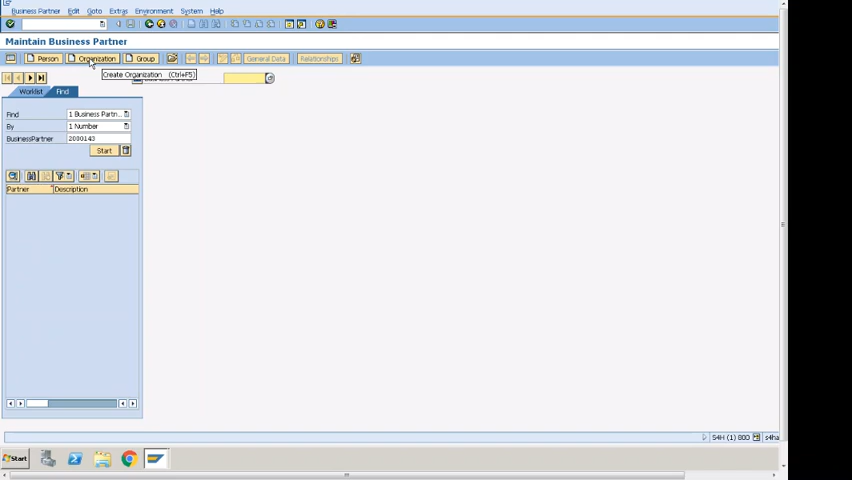 Business Partner Edit Goto Extras Environment System Help
Maintain Business Partner
Person Organization Group General Data Relationships
Create Organization (Ctrl+F5)
Worklist Find
Find 1 Business Partn...
By 1 Number
BusinessPartner 2000143
Start
Partner Description
S4H (1) 800 s4ha
Start